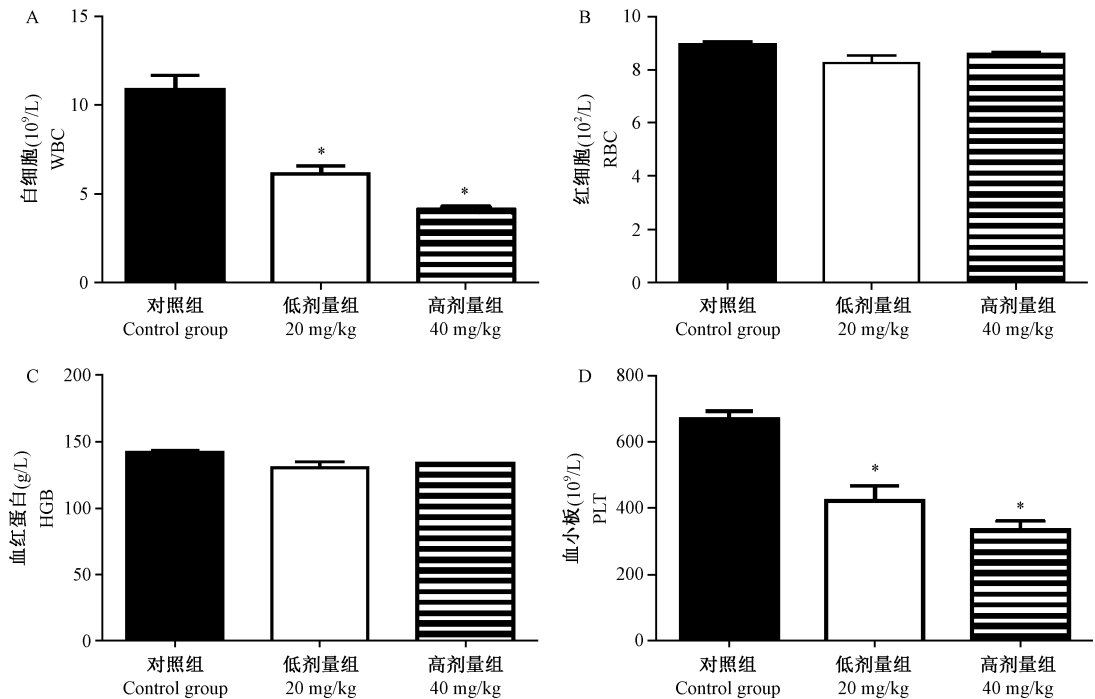 A
15
10
5
0
白细胞(10⁹/L)
WBC
*
*
对照组
Control group
低剂量组
20 mg/kg
高剂量组
40 mg/kg
B
10
8
6
4
2
0
红细胞(10²/L)
RBC
对照组
Control group
低剂量组
20 mg/kg
高剂量组
40 mg/kg
C
200
150
100
50
0
血红蛋白(g/L)
HGB
对照组
Control group
低剂量组
20 mg/kg
高剂量组
40 mg/kg
D
800
600
400
200
0
血小板(10⁹/L)
PLT
*
*
对照组
Control group
低剂量组
20 mg/kg
高剂量组
40 mg/kg